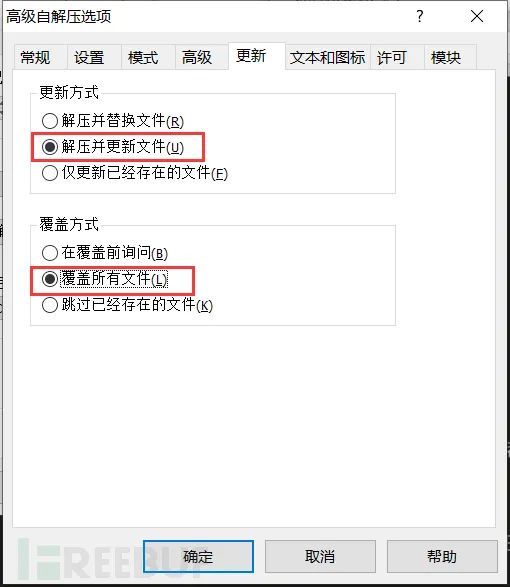 高级自解压选项
常规 设置 模式 高级 更新 文本和图标 许可 模块
更新方式
解压并替换文件(R)
解压并更新文件(U)
仅更新已经存在的文件(F)
覆盖方式
在覆盖前询问(B)
覆盖所有文件(L)
跳过已经存在的文件(K)
确定 取消 帮助
FREEBUF